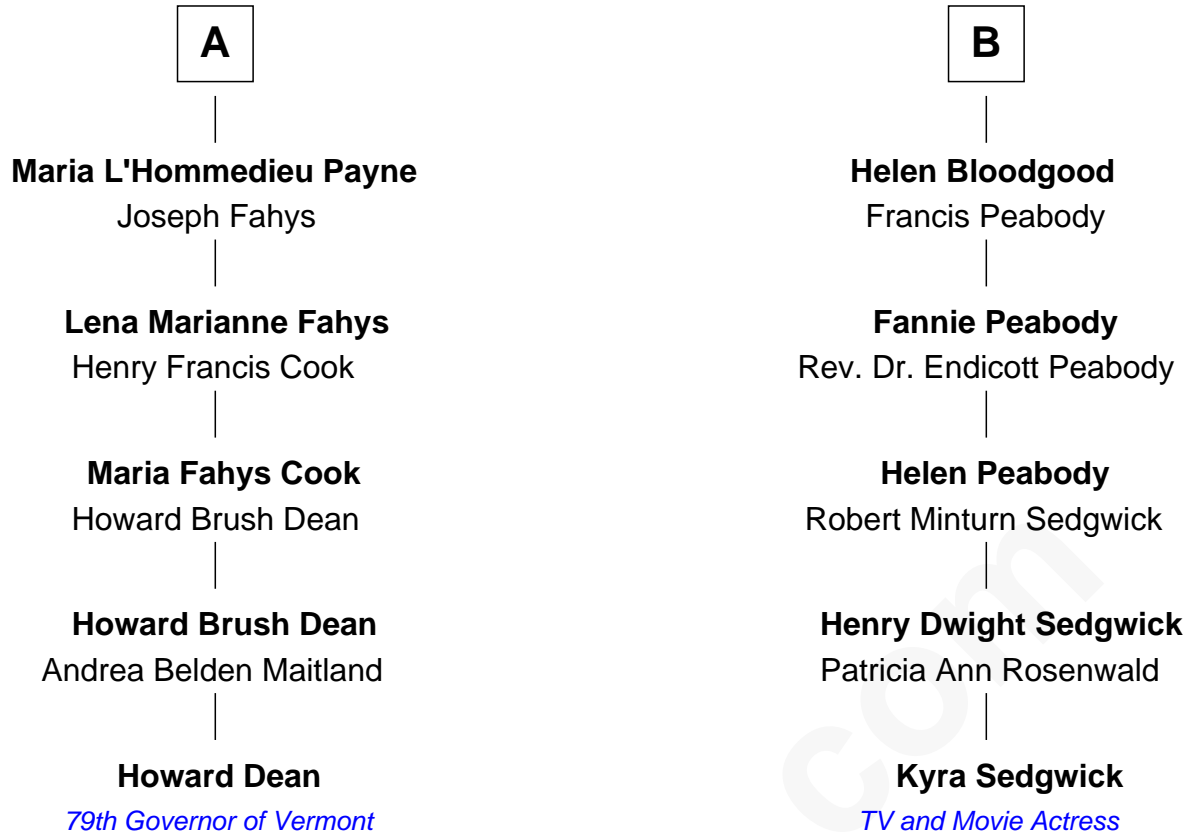 A
Maria L'Hommedieu Payne
Joseph Fahys
Lena Marianne Fahys
Henry Francis Cook
Maria Fahys Cook
Howard Brush Dean
Howard Brush Dean
Andrea Belden Maitland
Howard Dean
79th Governor of Vermont
B
Helen Bloodgood
Francis Peabody
Fannie Peabody
Rev. Dr. Endicott Peabody
Helen Peabody
Robert Minturn Sedgwick
Henry Dwight Sedgwick
Patricia Ann Rosenwald
Kyra Sedgwick
TV and Movie Actress
com